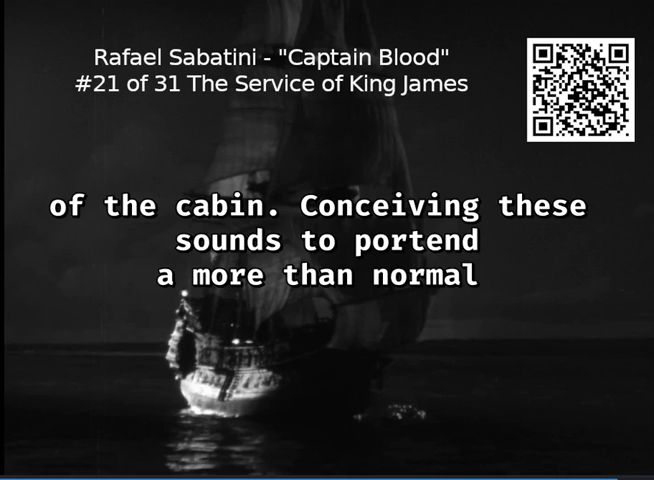 Rafael Sabatini - "Captain Blood"
#21 of 31 The Service of King James
of the cabin. Conceiving these
sounds to portend
a more than normal